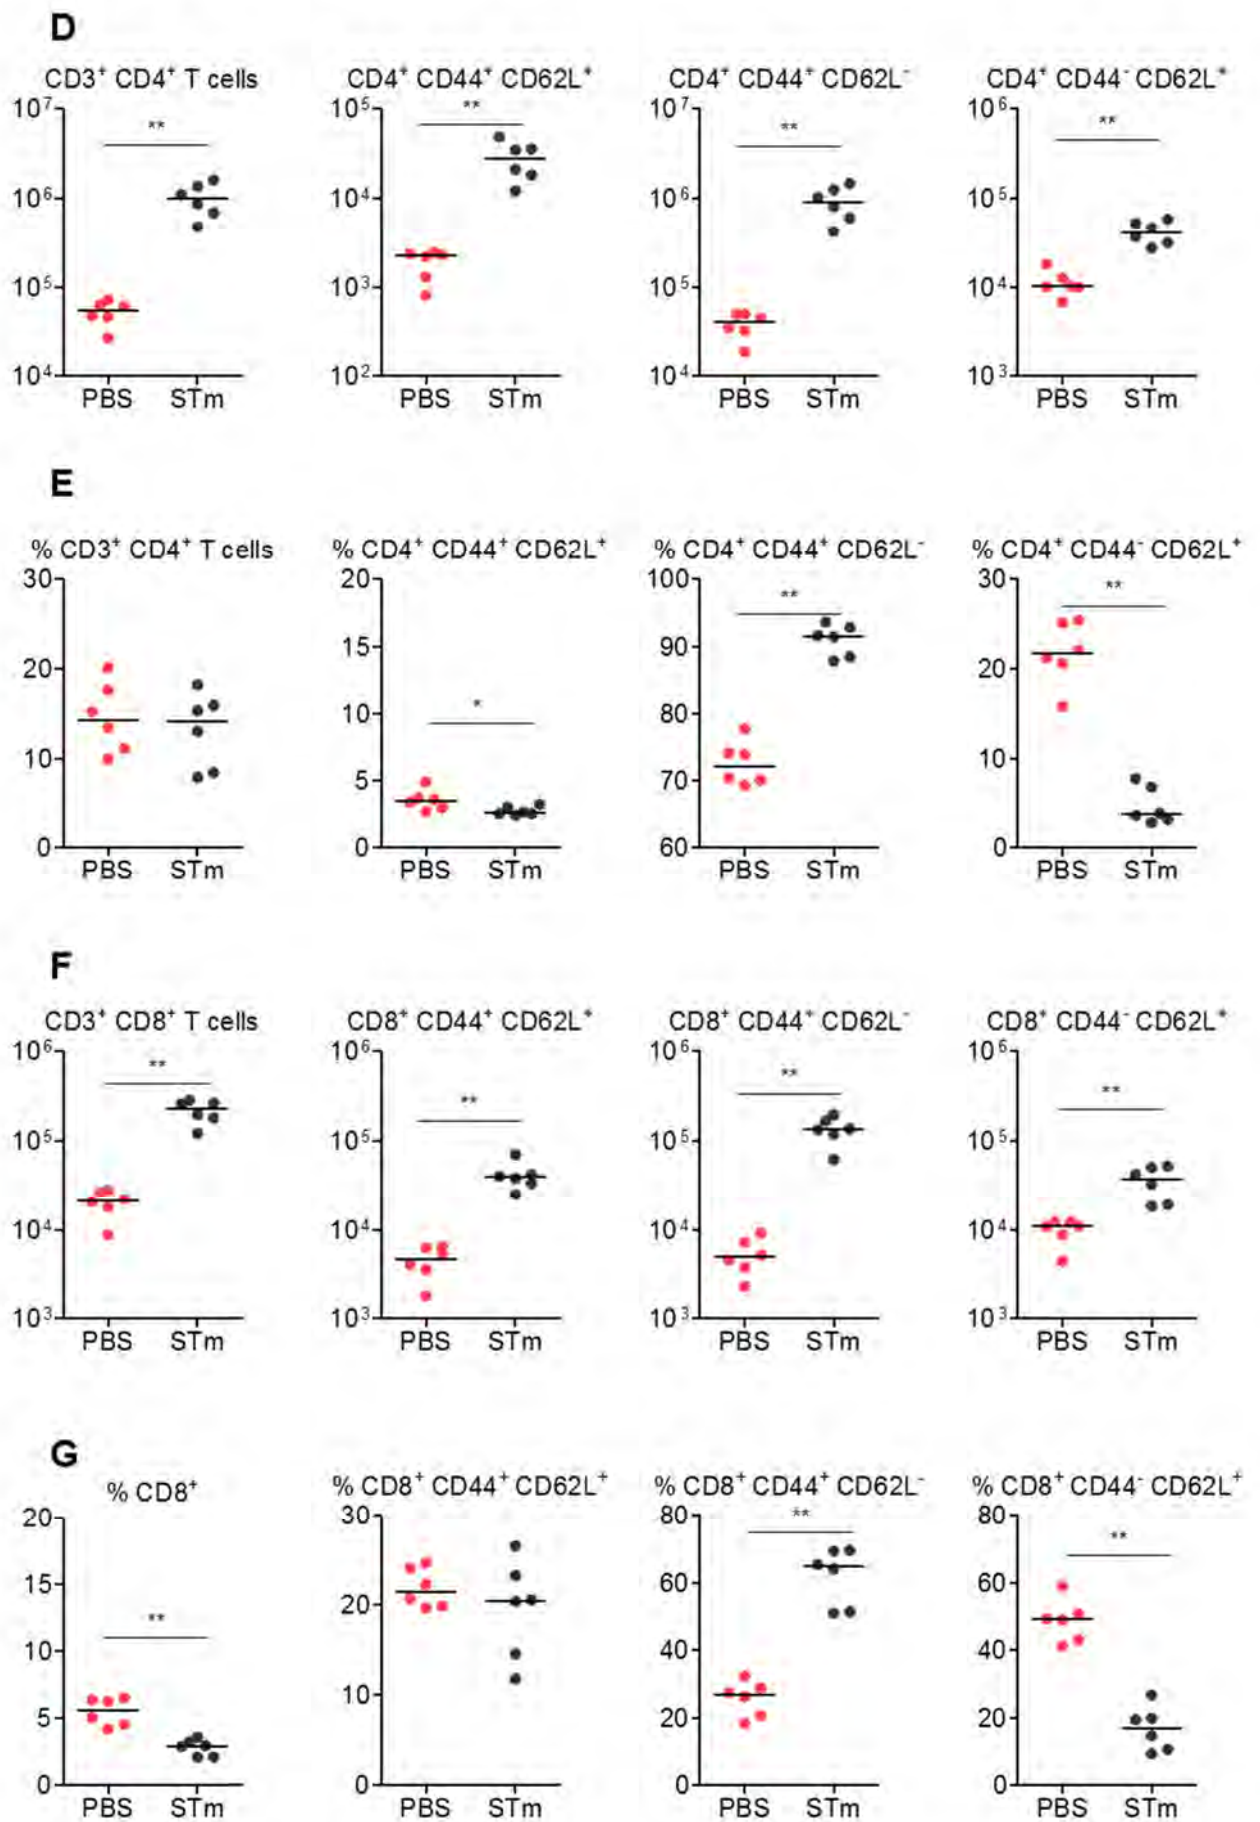 D
CD3⁺ CD4⁺ T cells CD4⁺ CD44⁺ CD62L⁺ CD4⁺ CD44⁺ CD62L⁻ CD4⁺ CD44⁻ CD62L⁺
10⁷ 10⁵ 10⁷ 10⁶
** ** ** **
10⁶ 10⁴ 10⁶ 10⁵
10⁵ 10³ 10⁵ 10⁴
10⁴ 10² 10⁴ 10³
PBS STm PBS STm PBS STm PBS STm
E
% CD3⁺ CD4⁺ T cells % CD4⁺ CD44⁺ CD62L⁺ % CD4⁺ CD44⁺ CD62L⁻ % CD4⁺ CD44⁻ CD62L⁺
30 20 100 30
** **
15 90
20 20
10 80
*
10 10
5 70
0 0 60 0
PBS STm PBS STm PBS STm PBS STm
F
CD3⁺ CD8⁺ T cells CD8⁺ CD44⁺ CD62L⁺ CD8⁺ CD44⁺ CD62L⁻ CD8⁺ CD44⁻ CD62L⁺
10⁶ 10⁶ 10⁶ 10⁶
** ** ** **
10⁵ 10⁵ 10⁵ 10⁵
10⁴ 10⁴ 10⁴ 10⁴
10³ 10³ 10³ 10³
PBS STm PBS STm PBS STm PBS STm
G
% CD8⁺ % CD8⁺ CD44⁺ CD62L⁺ % CD8⁺ CD44⁺ CD62L⁻ % CD8⁺ CD44⁻ CD62L⁺
20 30 80 80
** **
15 60 60
20
**
10 40 40
10
5 20 20
0 0 0 0
PBS STm PBS STm PBS STm PBS STm